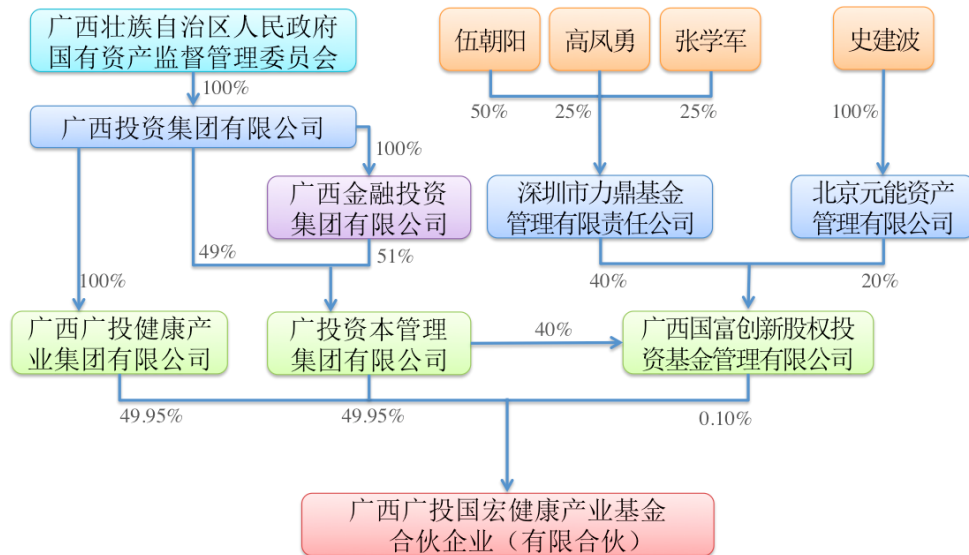 广西壮族自治区人民政府
国有资产监督管理委员会
伍朝阳
高凤勇
张学军
史建波
100%
50%
25%
25%
100%
广西投资集团有限公司
100%
广西金融投资
集团有限公司
深圳市力鼎基金
管理有限责任公司
北京元能资产
管理有限公司
49%
51%
100%
40%
20%
广西广投健康产
业集团有限公司
广投资本管理
集团有限公司
40%
广西国富创新股权投
资基金管理有限公司
49.95%
49.95%
0.10%
广西广投国宏健康产业基金
合伙企业（有限合伙）